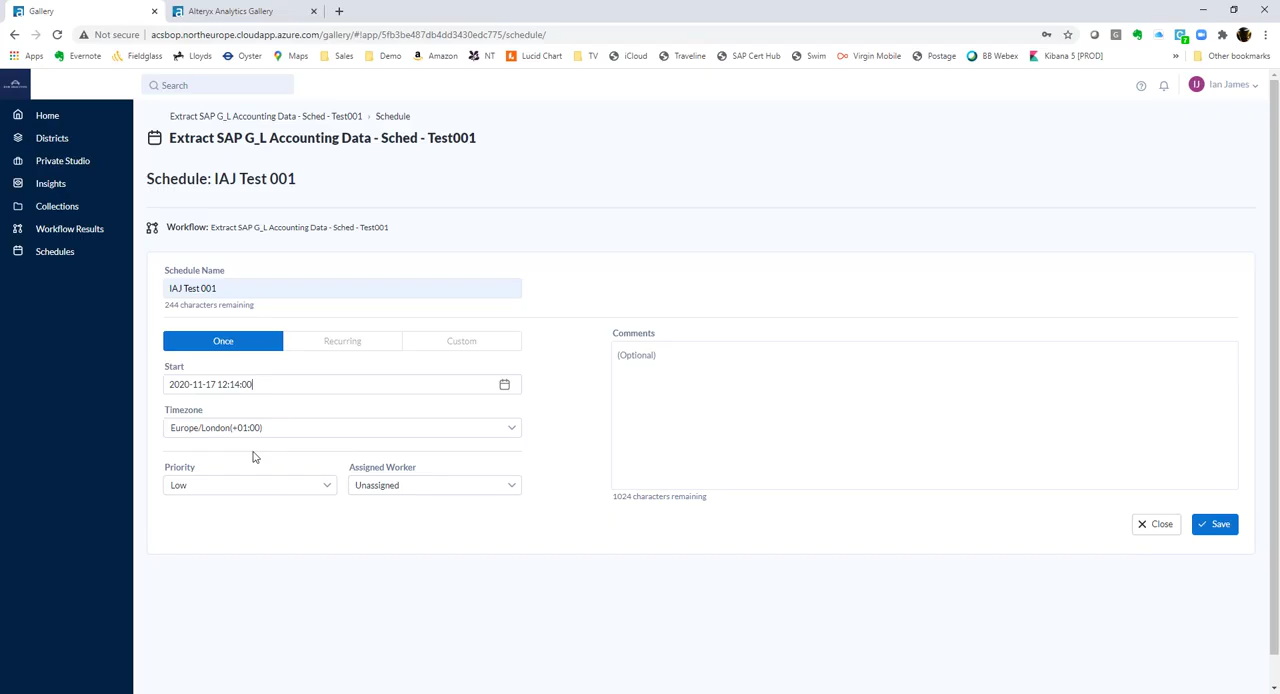 Gallery
Alteryx Analytics Gallery
Not secure
acsbop.northeurope.cloudapp.azure.com/gallery/#!app/5fb3be487db4dd3430edc775/schedule/
Apps Evernote Fieldglass Lloyds Oyster Maps Sales Demo Amazon NT Lucid Chart TV iCloud Traveline SAP Cert Hub Swim Virgin Mobile Postage BB Webex Kibana 5 [PROD] » Other bookmarks
Search
IJ Ian James
Home
Districts
Private Studio
Insights
Collections
Workflow Results
Schedules
Extract SAP G_L Accounting Data - Sched - Test001 › Schedule
Extract SAP G_L Accounting Data - Sched - Test001
Schedule: IAJ Test 001
Workflow: Extract SAP G_L Accounting Data - Sched - Test001
Schedule Name
IAJ Test 001
244 characters remaining
Once Recurring Custom
Start
2020-11-17 12:14:00
Timezone
Europe/London(+01:00)
Priority
Low
Assigned Worker
Unassigned
Comments
(Optional)
1024 characters remaining
Close
Save